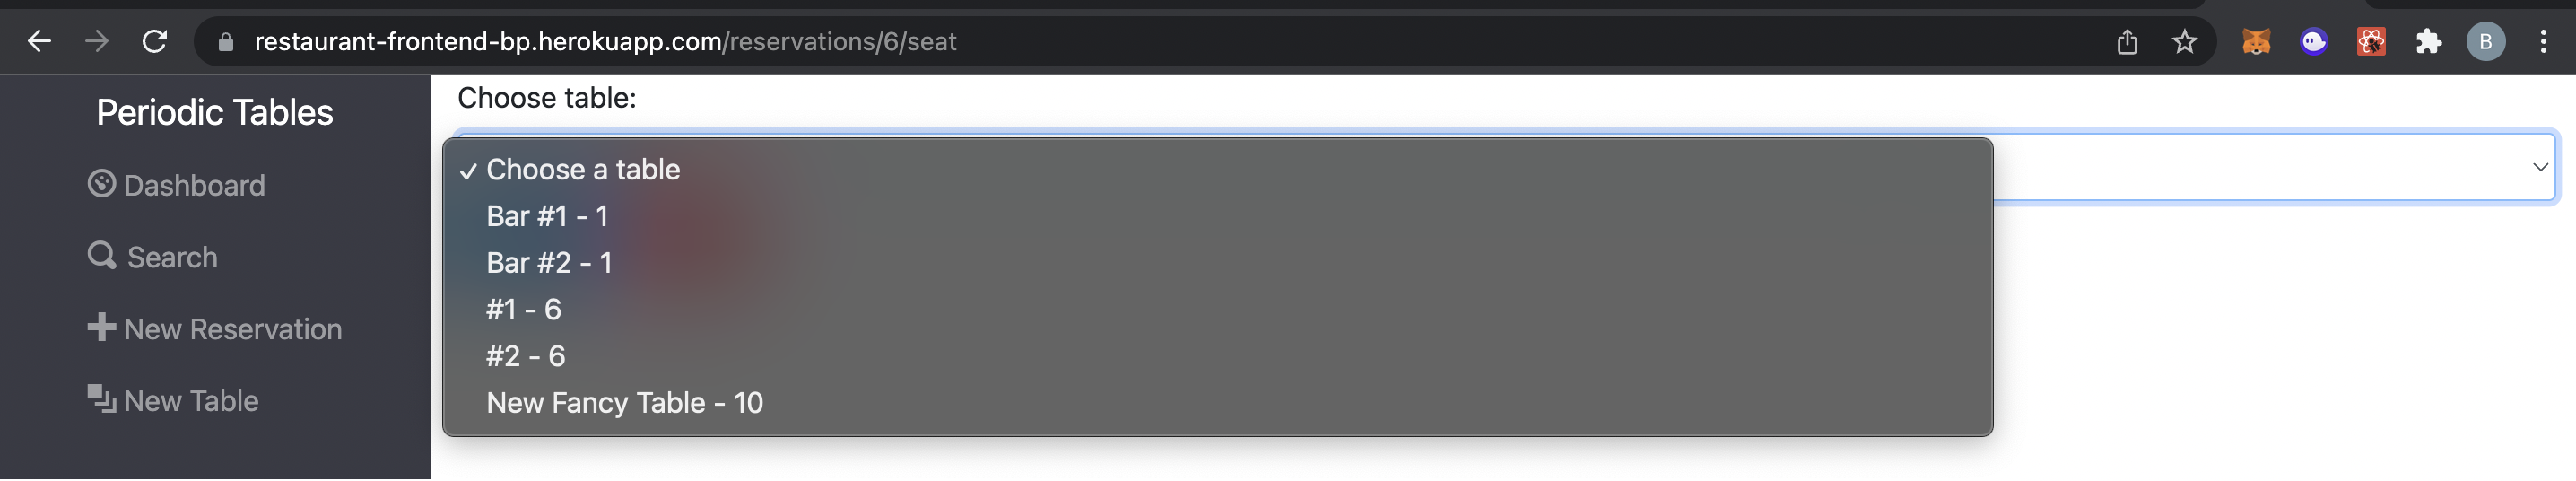 restaurant-frontend-bp.herokuapp.com/reservations/6/seat
B
Periodic Tables
Dashboard
Search
New Reservation
New Table
Choose table:
✓ Choose a table
Bar #1 - 1
Bar #2 - 1
#1 - 6
#2 - 6
New Fancy Table - 10